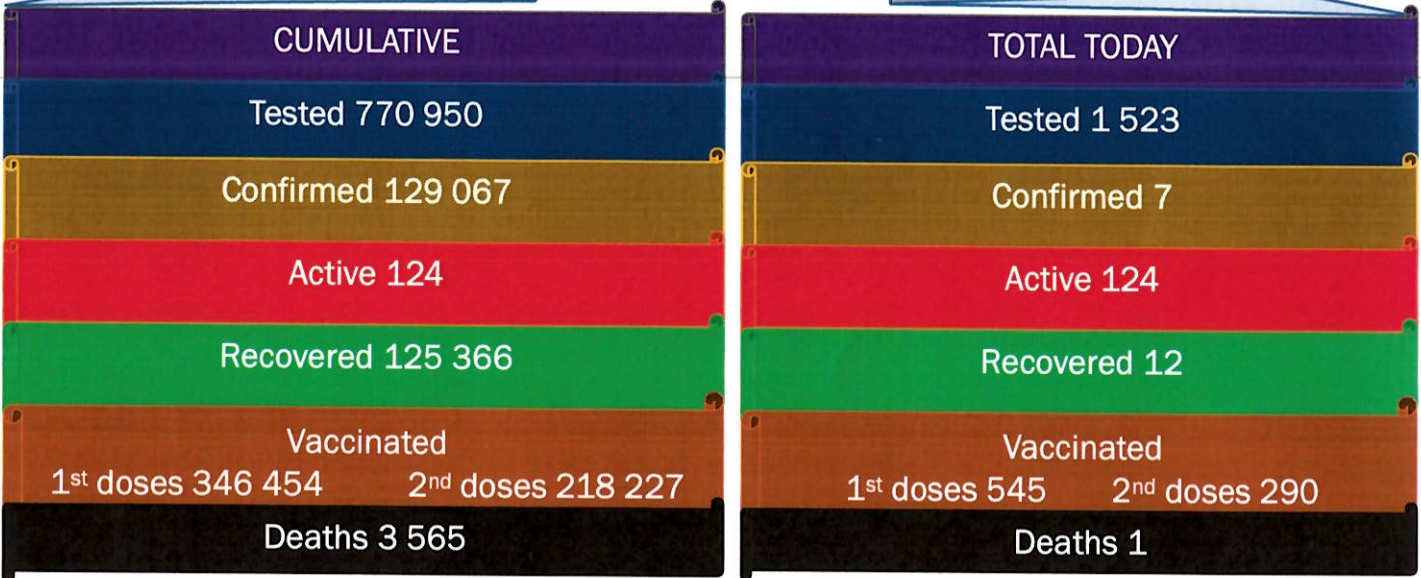 CUMULATIVE
Tested 770 950
Confirmed 129 067
Active 124
Recovered 125 366
Vaccinated
1st doses 346 454 2nd doses 218 227
Deaths 3 565
TOTAL TODAY
Tested 1 523
Confirmed 7
Active 124
Recovered 12
Vaccinated
1st doses 545 2nd doses 290
Deaths 1